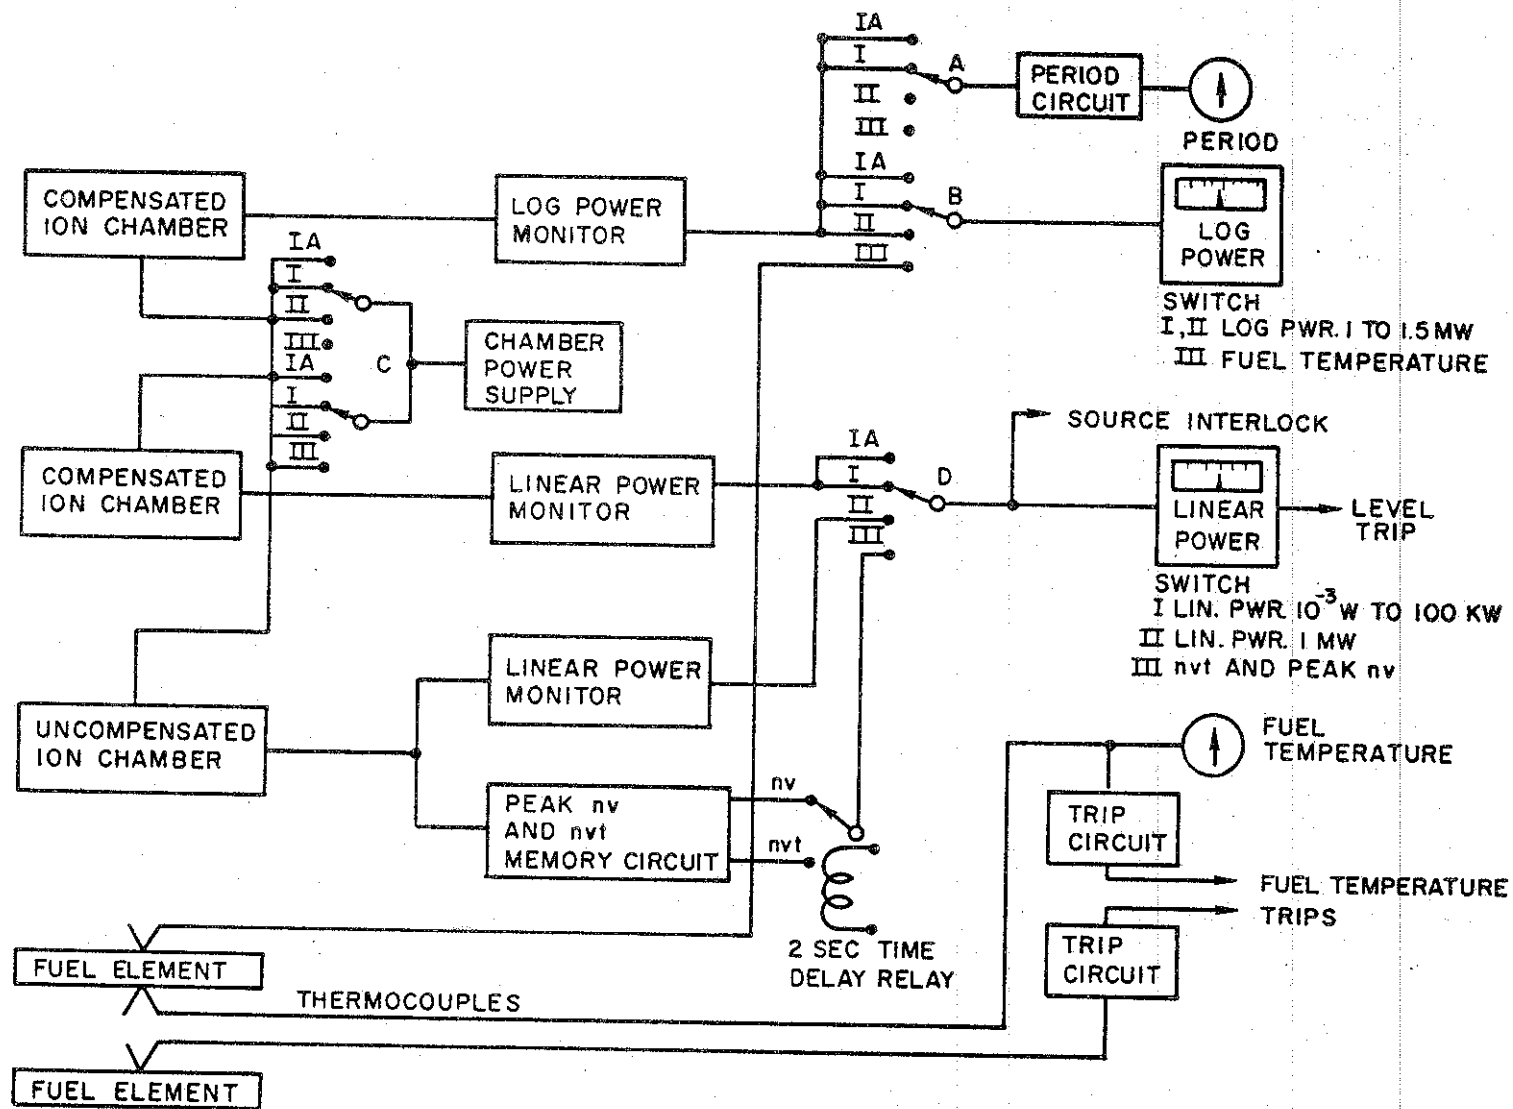 IA
I
A
II
III
PERIOD
CIRCUIT
PERIOD
IA
I
B
II
III
LOG
POWER
SWITCH
I, II LOG PWR. 1 TO 1.5 MW
III FUEL TEMPERATURE
COMPENSATED
ION CHAMBER
LOG POWER
MONITOR
IA
I
II
III
IA
I
II
III
C
CHAMBER
POWER
SUPPLY
SOURCE INTERLOCK
COMPENSATED
ION CHAMBER
LINEAR POWER
MONITOR
IA
I
D
II
III
LINEAR
POWER
LEVEL
TRIP
SWITCH
I LIN. PWR. 10⁻³ W TO 100 KW
II LIN. PWR. 1 MW
III nvt AND PEAK nv
LINEAR POWER
MONITOR
UNCOMPENSATED
ION CHAMBER
PEAK nv
AND nvt
MEMORY CIRCUIT
nv
nvt
2 SEC TIME
DELAY RELAY
FUEL
TEMPERATURE
TRIP
CIRCUIT
FUEL TEMPERATURE
TRIPS
TRIP
CIRCUIT
FUEL ELEMENT
THERMOCOUPLES
FUEL ELEMENT